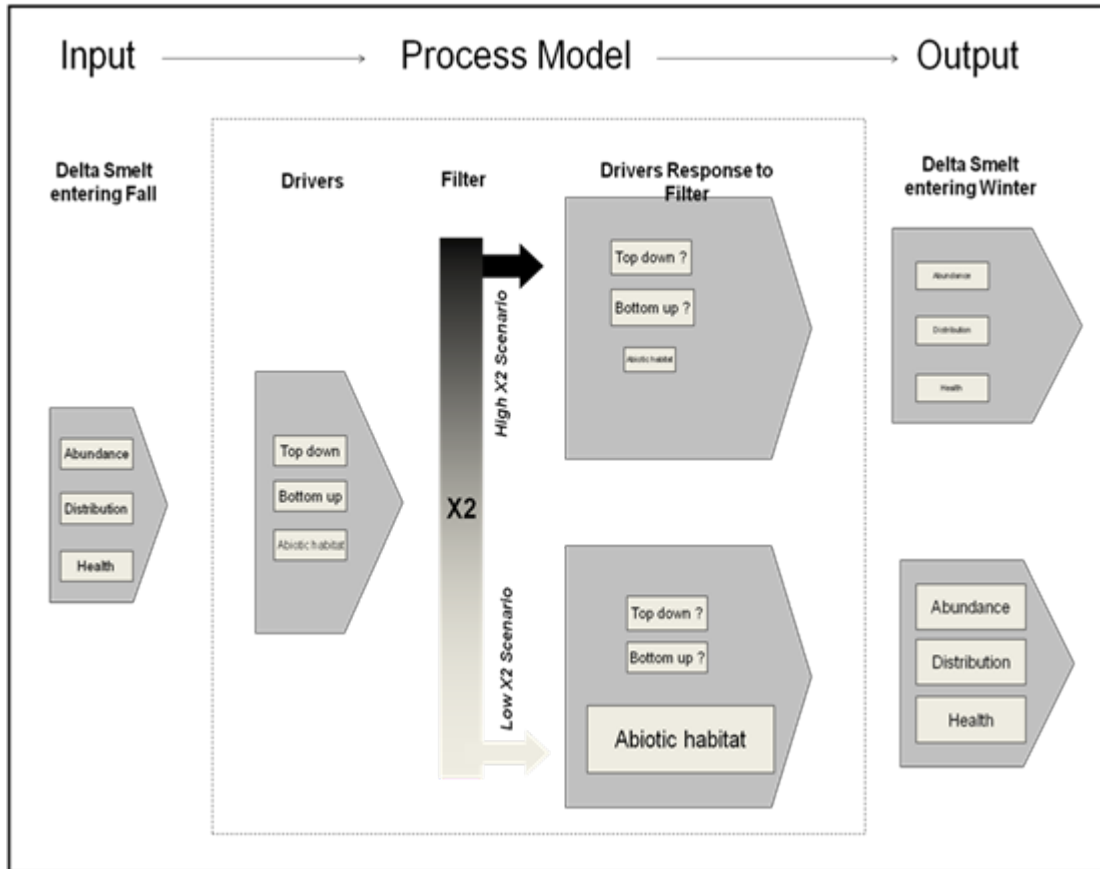 Input
Process Model
Output
Delta Smelt
entering Fall
Drivers
Filter
Drivers Response to
Filter
Delta Smelt
entering Winter
Abundance
Distribution
Health
Top down
Bottom up
Abiotic habitat
X2
High X2 Scenario
Low X2 Scenario
Top down ?
Bottom up ?
Abiotic habitat
Top down ?
Bottom up ?
Abiotic habitat
Abundance
Distribution
Health
Abundance
Distribution
Health